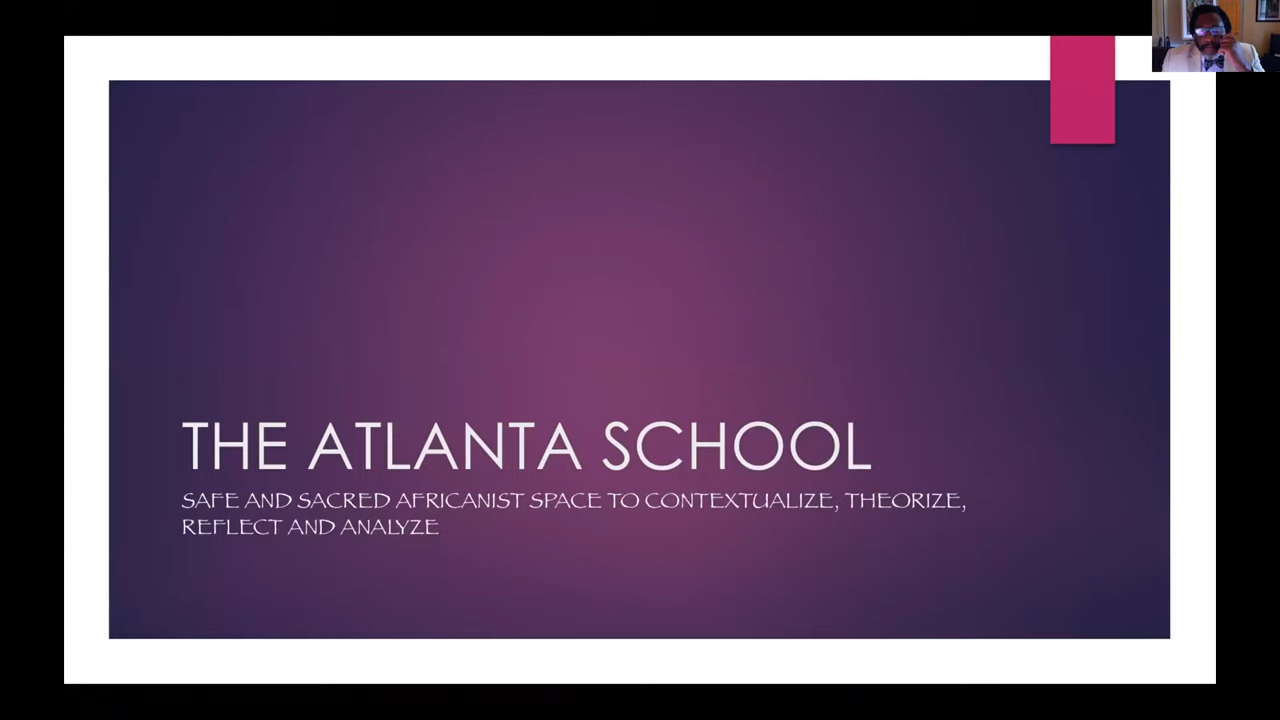 THE ATLANTA SCHOOL
SAFE AND SACRED AFRICANIST SPACE TO CONTEXTUALIZE, THEORIZE,
REFLECT AND ANALYZE